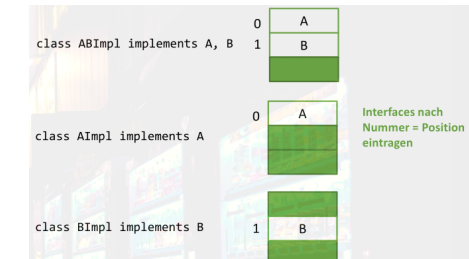 0 A
class ABImpl implements A, B 1 B
0 A
Interfaces nach
Nummer = Position
eintragen
class AImpl implements A
class BImpl implements B 1 B